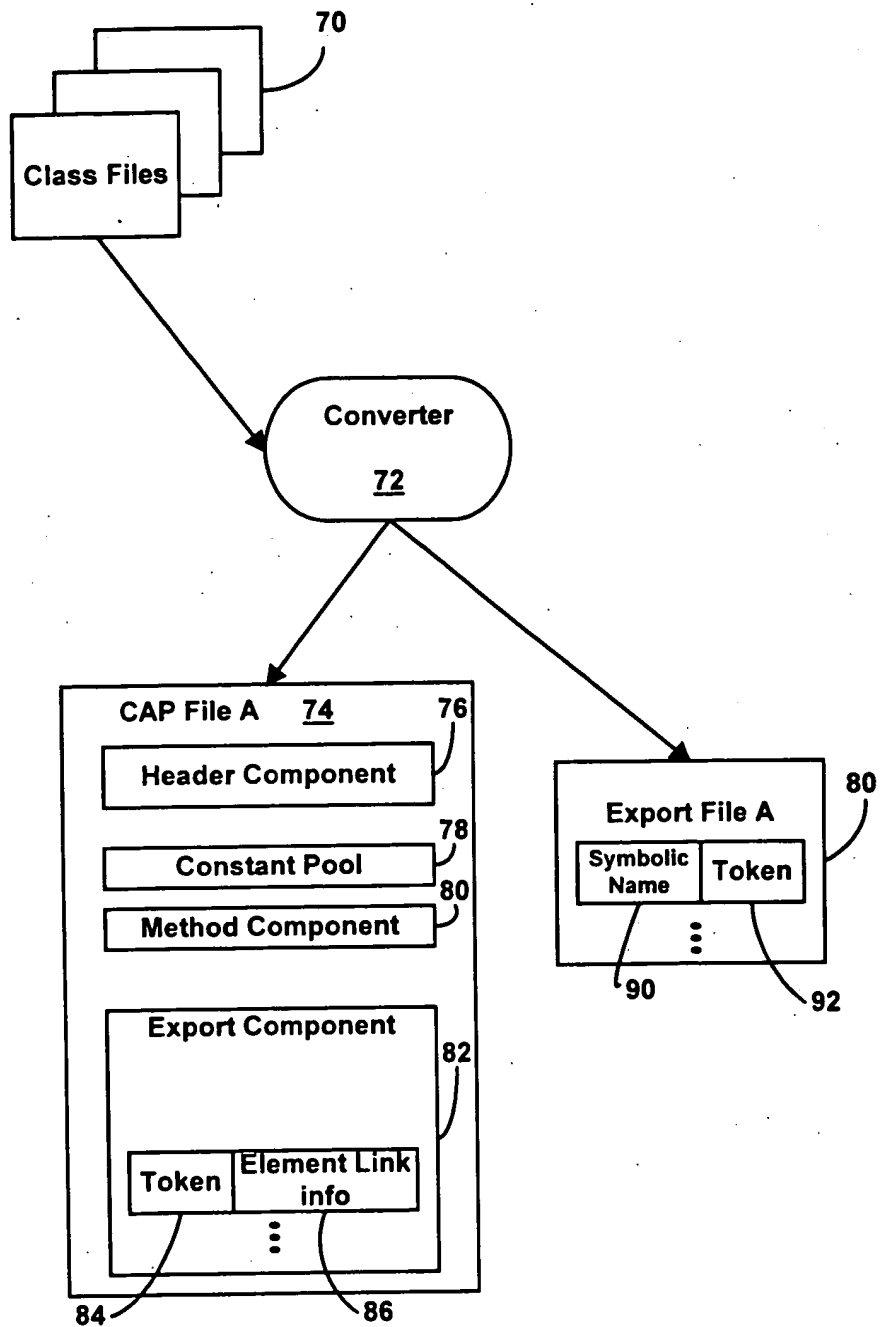 70
Class Files
Converter
72
CAP File A 74
76
Header Component
78
Constant Pool
80
Method Component
Export Component
82
Token
Element Link
info
84
86
80
Export File A
Symbolic
Name
Token
90
92